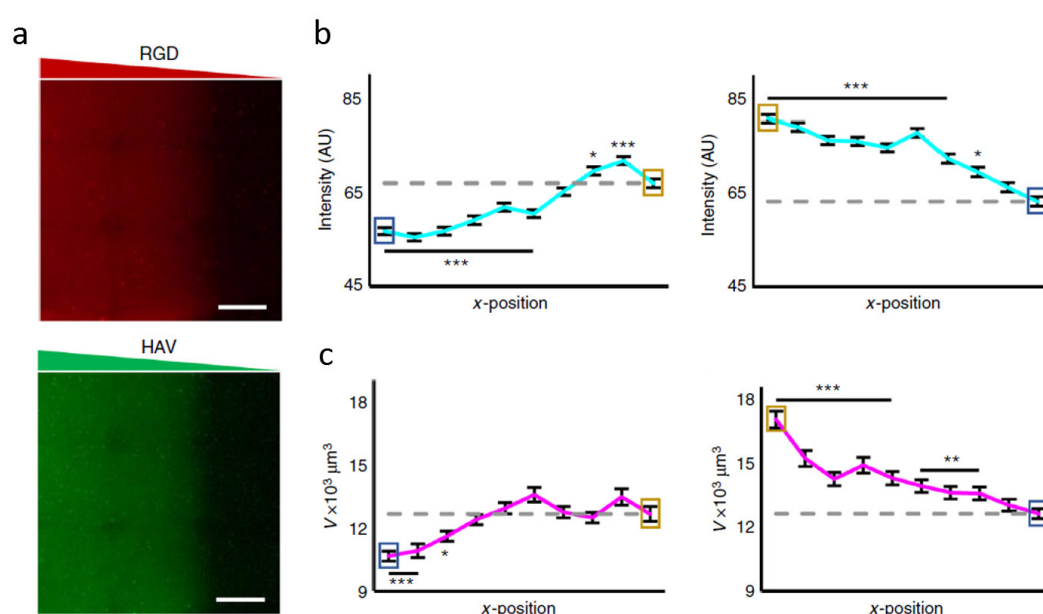 a
RGD
HAV
b
85
65
45
Intensity (AU)
***
*
***
x-position
85
65
45
Intensity (AU)
***
*
x-position
c
18
15
12
9
V ×10³ μm³
***
*
x-position
18
15
12
9
V ×10³ μm³
***
**
x-position